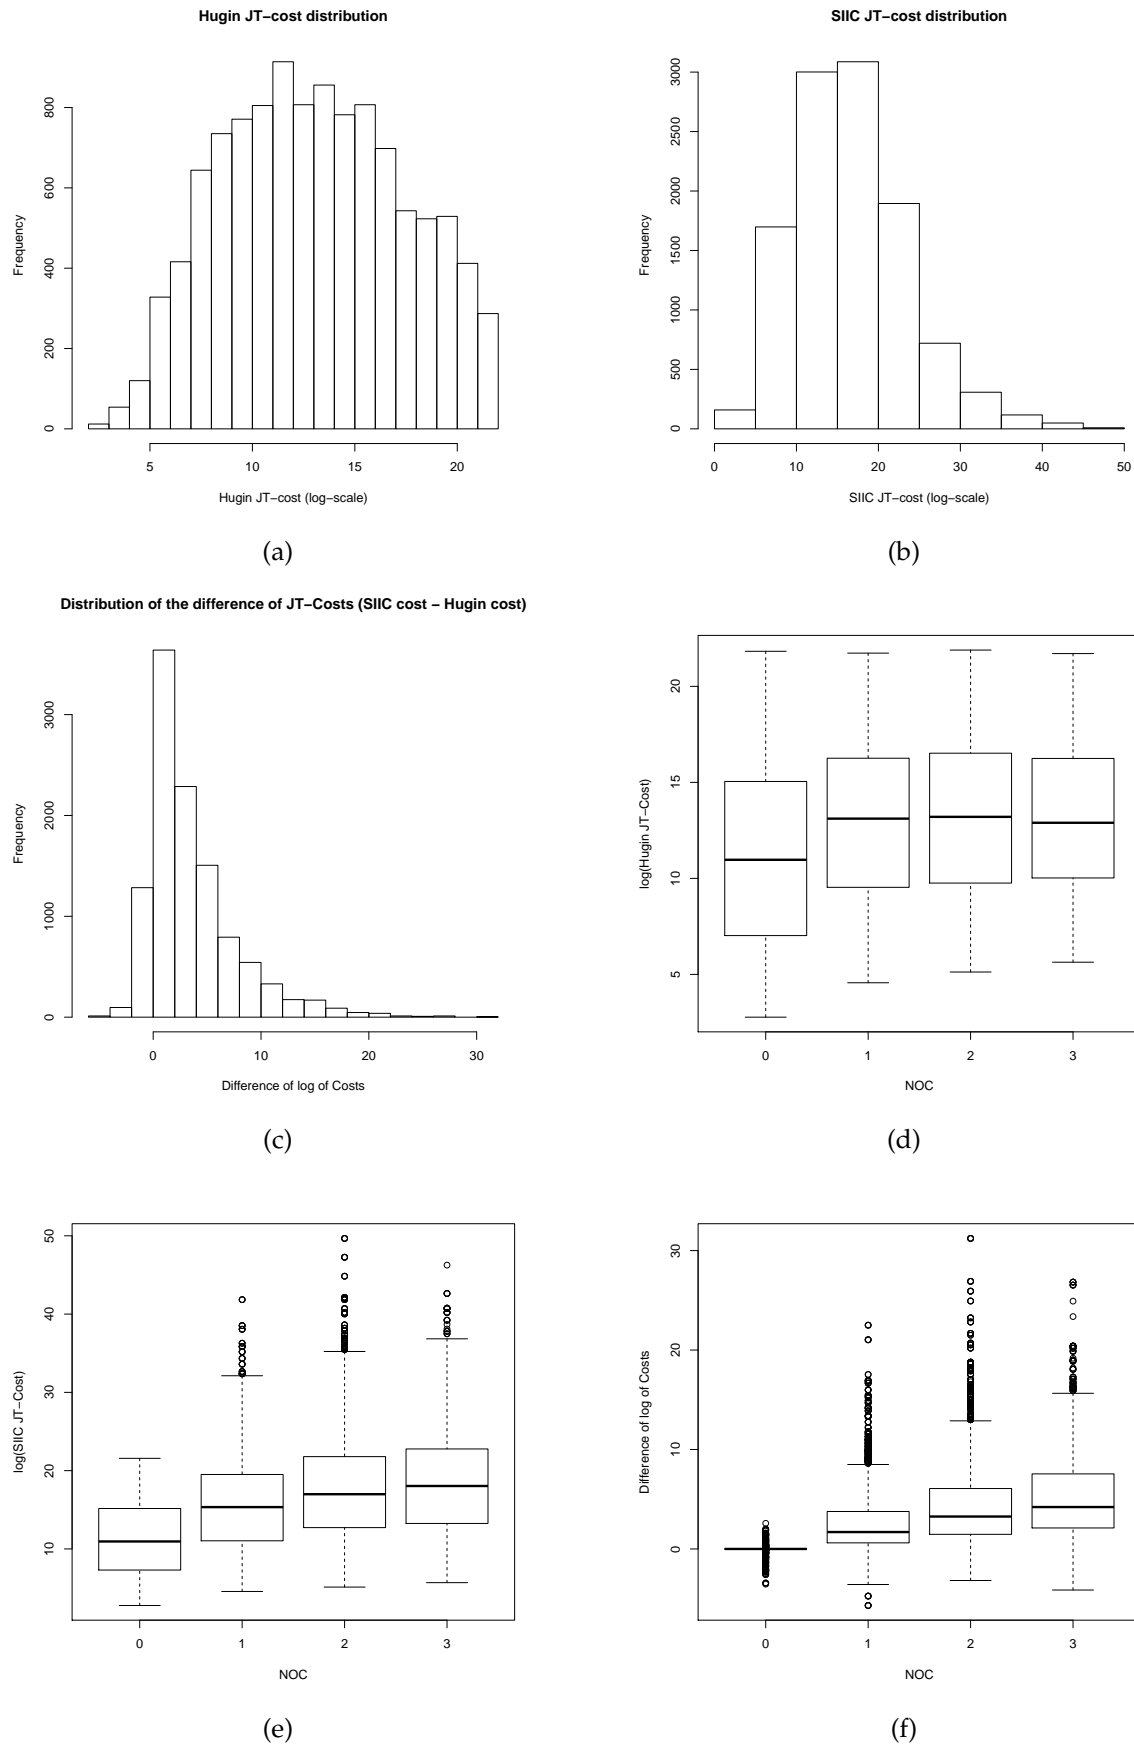 Hugin JT−cost distribution
Frequency
0 200 400 600 800
5 10 15 20
Hugin JT−cost (log−scale)
(a)
SIIC JT−cost distribution
Frequency
0 500 1000 1500 2000 2500 3000
0 10 20 30 40 50
SIIC JT−cost (log−scale)
(b)
Distribution of the difference of JT−Costs (SIIC cost − Hugin cost)
Frequency
0 1000 2000 3000
0 10 20 30
Difference of log of Costs
(c)
log(Hugin JT−Cost)
5 10 15 20
0 1 2 3
NOC
(d)
log(SIIC JT−Cost)
10 20 30 40 50
0 1 2 3
NOC
(e)
Difference of log of Costs
0 10 20 30
0 1 2 3
NOC
(f)